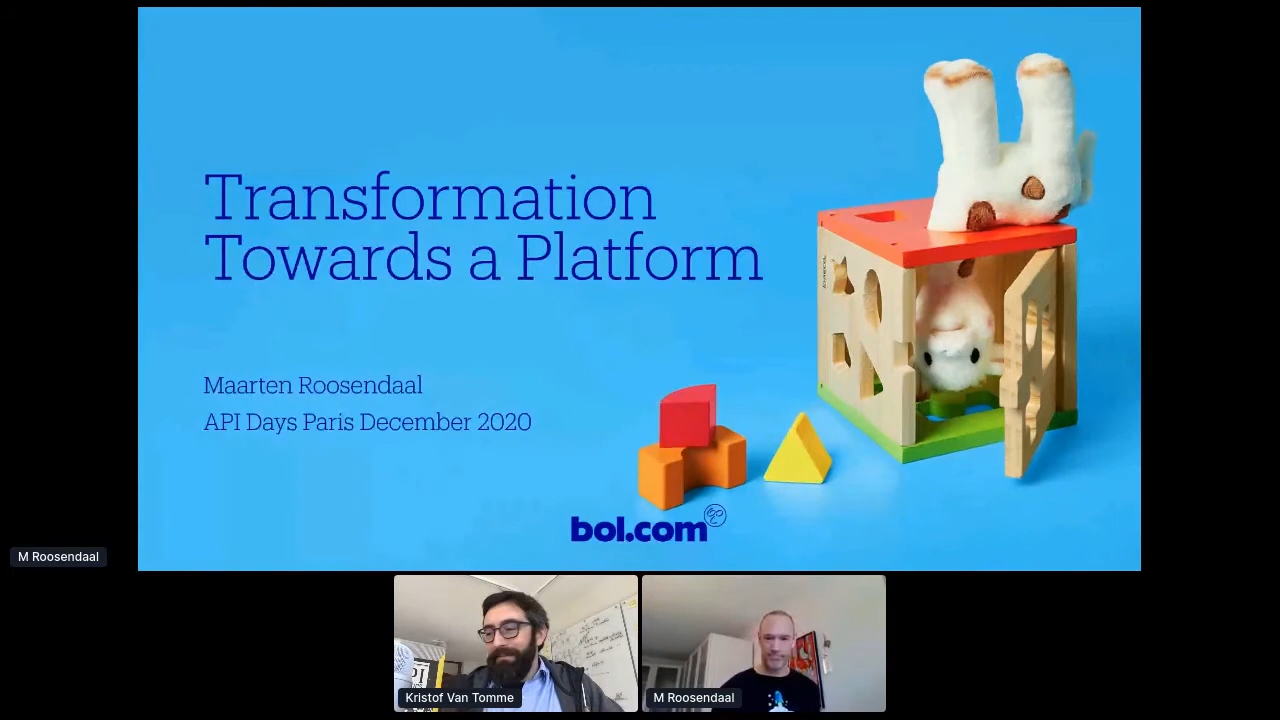 Transformation
Towards a Platform
Maarten Roosendaal
API Days Paris December 2020
bol.com
M Roosendaal
Kristof Van Tomme
M Roosendaal